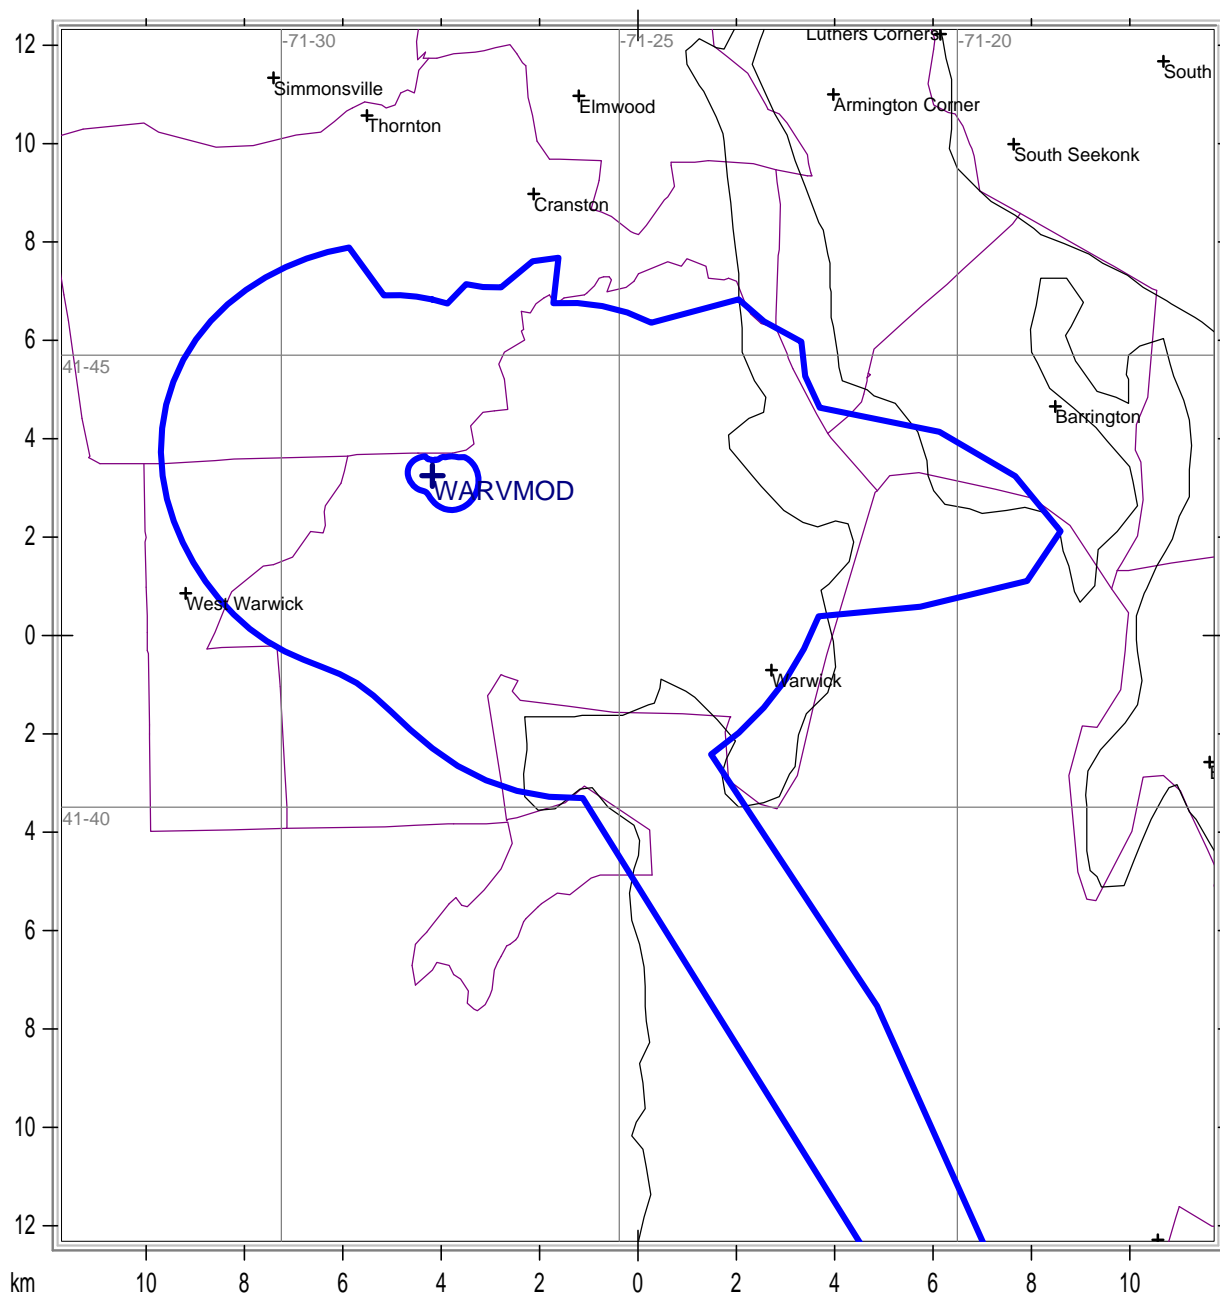 -71-30
-71-25
-71-20
Luthers Corners
12
Simmonsville
South
Elmwood
Armington Corner
Thornton
10
South Seekonk
Cranston
8
6
41-45
Barrington
4
WARVMOD
2
West Warwick
0
Warwick
2
41-40
4
6
8
10
12
km
10
8
6
4
2
0
2
4
6
8
10